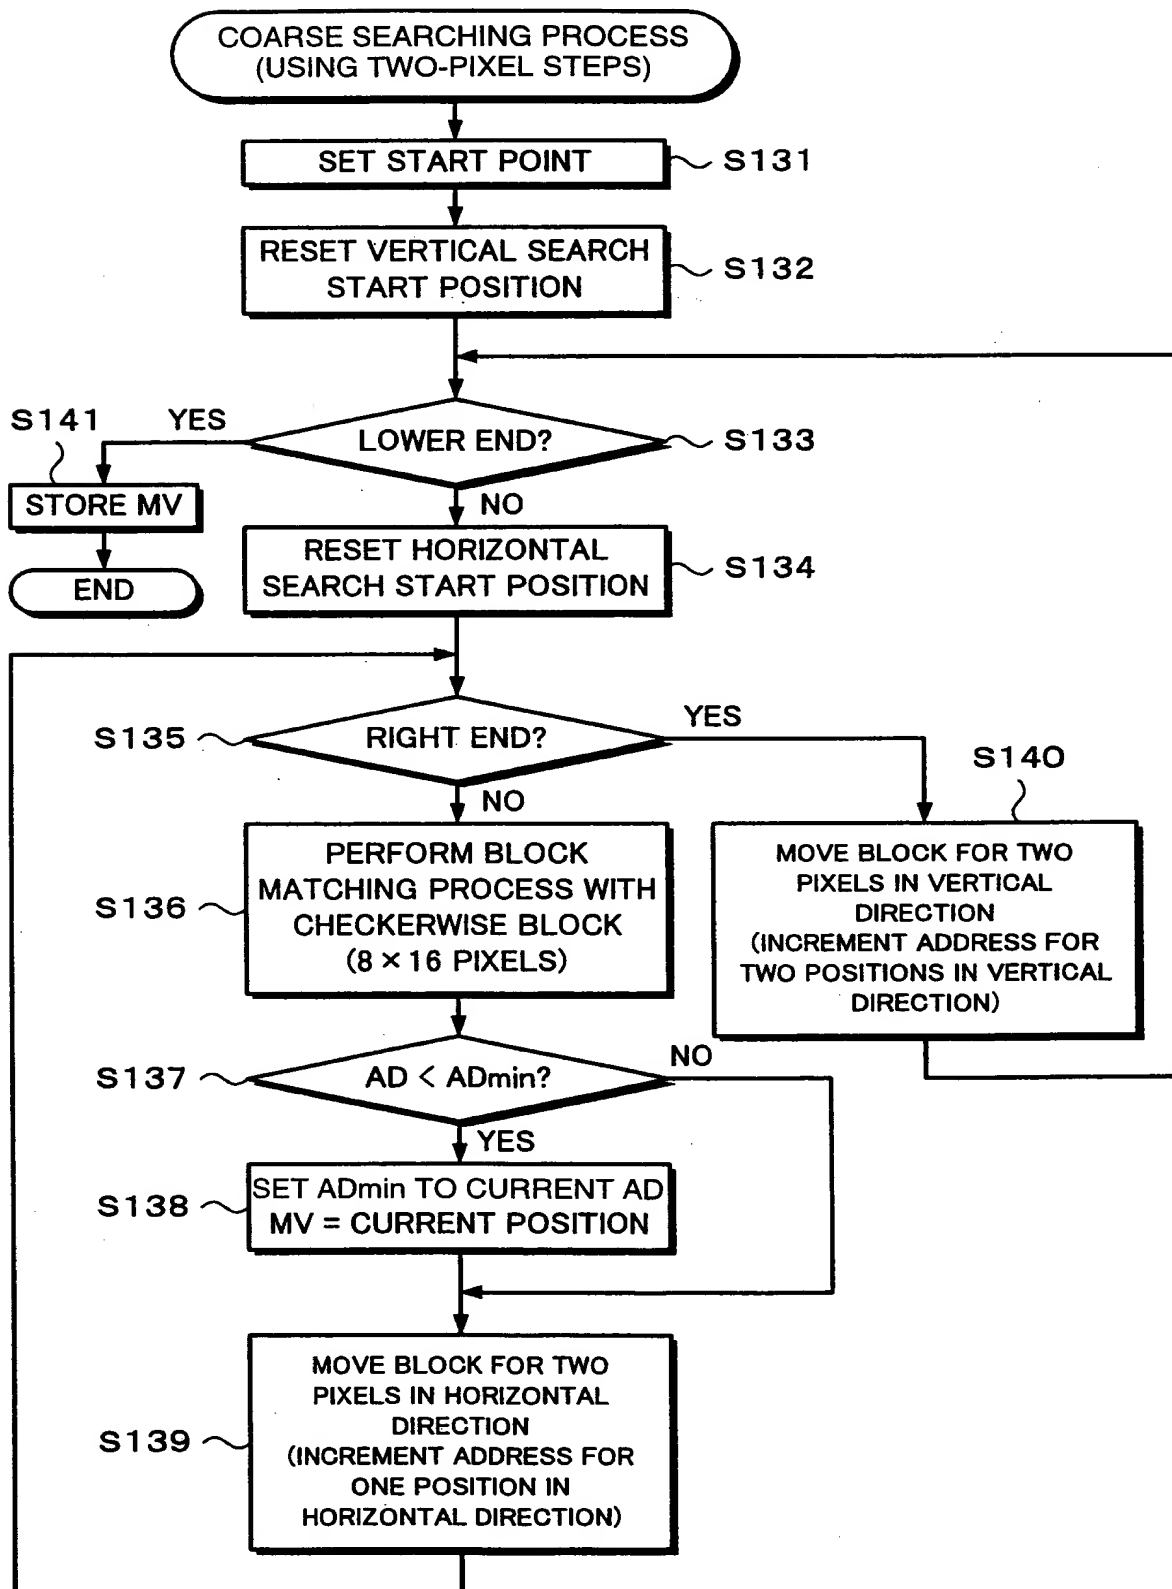 COARSE SEARCHING PROCESS
(USING TWO-PIXEL STEPS)
SET START POINT
S131
RESET VERTICAL SEARCH
START POSITION
S132
S141
YES
LOWER END?
S133
STORE MV
NO
END
RESET HORIZONTAL
SEARCH START POSITION
S134
S135
RIGHT END?
YES
NO
S140
PERFORM BLOCK
MATCHING PROCESS WITH
CHECKERWISE BLOCK
(8 × 16 PIXELS)
S136
MOVE BLOCK FOR TWO
PIXELS IN VERTICAL
DIRECTION
(INCREMENT ADDRESS FOR
TWO POSITIONS IN VERTICAL
DIRECTION)
S137
AD < ADmin?
NO
YES
S138
SET ADmin TO CURRENT AD
MV = CURRENT POSITION
S139
MOVE BLOCK FOR TWO
PIXELS IN HORIZONTAL
DIRECTION
(INCREMENT ADDRESS FOR
ONE POSITION IN
HORIZONTAL DIRECTION)